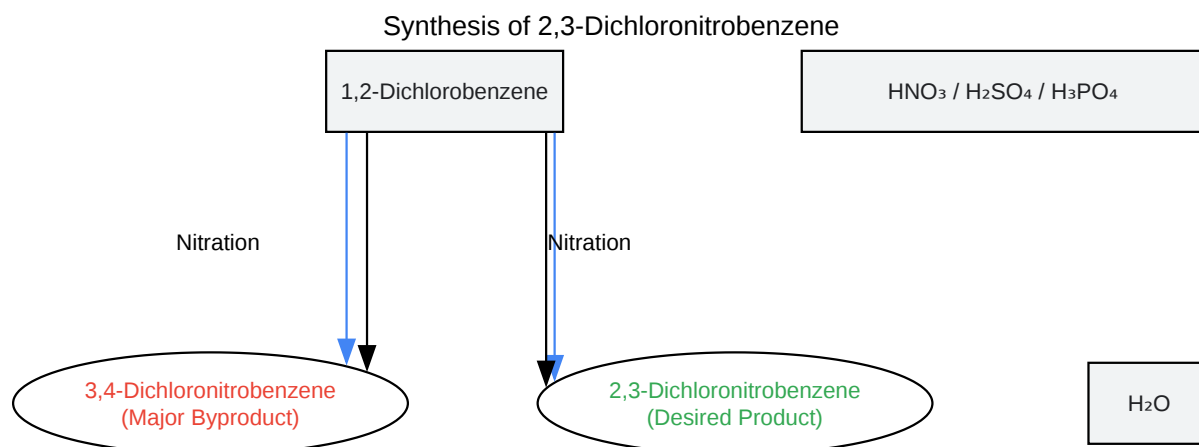 Synthesis of 2,3-Dichloronitrobenzene
1,2-Dichlorobenzene
HNO₃ / H₂SO₄ / H₃PO₄
Nitration
Nitration
3,4-Dichloronitrobenzene
(Major Byproduct)
2,3-Dichloronitrobenzene
(Desired Product)
H₂O